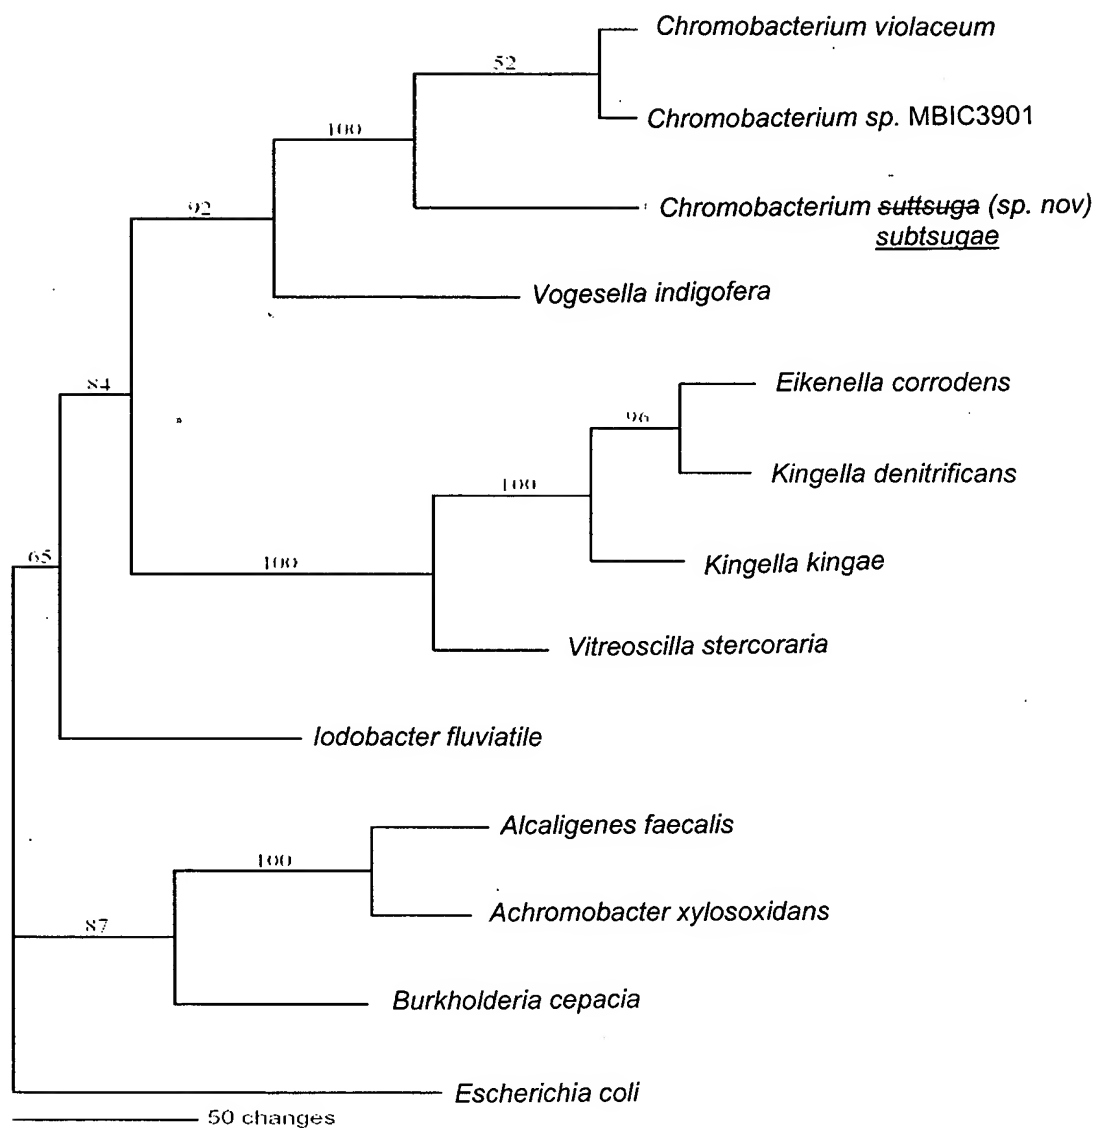 Chromobacterium violaceum
52
Chromobacterium sp. MBIC3901
100
92
Chromobacterium suttsuga (sp. nov)
subtsugae
Vogesella indigofera
84
Eikenella corrodens
96
Kingella denitrificans
100
65
100
Kingella kingae
Vitreoscilla stercoraria
Iodobacter fluviatile
Alcaligenes faecalis
100
Achromobacter xylosoxidans
87
Burkholderia cepacia
Escherichia coli
50 changes